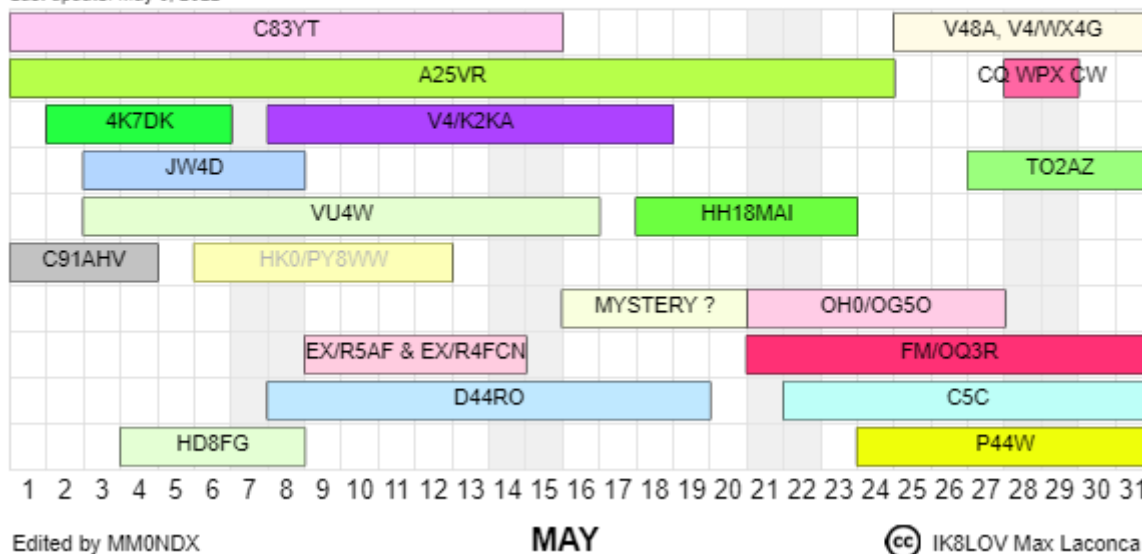 C83YT V48A, V4/WX4G
A25VR CQ WPX CW
4K7DK V4/K2KA
JW4D TO2AZ
VU4W HH18MAI
C91AHV HK0/PY8WW
MYSTERY ? OH0/OG5O
EX/R5AF & EX/R4FCN FM/OQ3R
D44RO C5C
HD8FG P44W
1 2 3 4 5 6 7 8 9 10 11 12 13 14 15 16 17 18 19 20 21 22 23 24 25 26 27 28 29 30 31
Edited by MM0NDX MAY cc IK8LOV Max Laconca